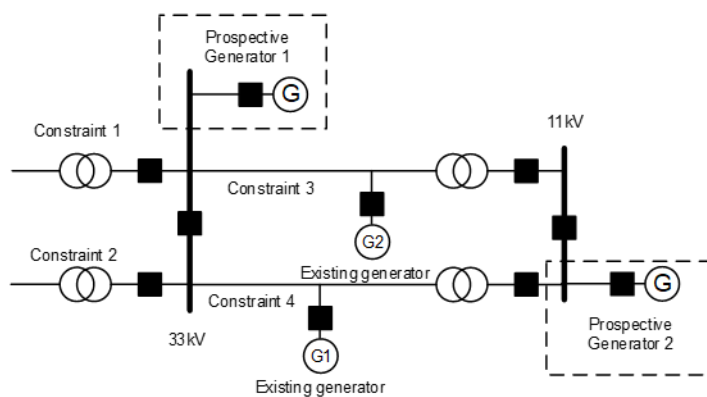 Prospective
Generator 1
G
Constraint 1
11kV
Constraint 3
G2
Constraint 2
Existing generator
G
Constraint 4
Prospective
Generator 2
33kV
G1
Existing generator